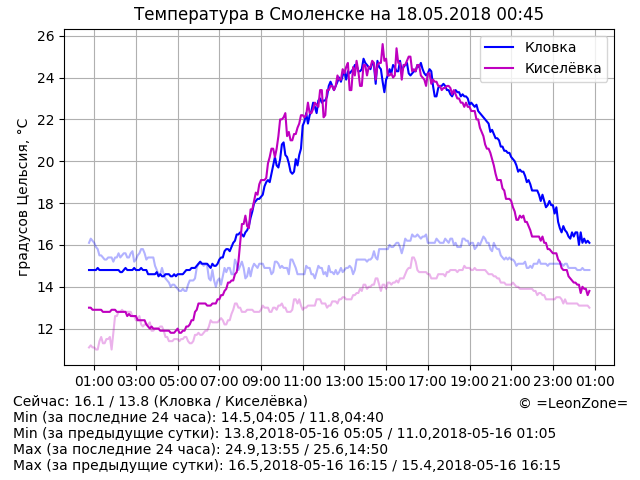 Температура в Смоленске на 18.05.2018 00:45
градусов Цельсия, °C
26
24
22
20
18
16
14
12
Кловка
Киселёвка
01:00 03:00 05:00 07:00 09:00 11:00 13:00 15:00 17:00 19:00 21:00 23:00 01:00
Сейчас: 16.1 / 13.8 (Кловка / Киселёвка)
© =LeonZone=
Min (за последние 24 часа): 14.5,04:05 / 11.8,04:40
Min (за предыдущие сутки): 13.8,2018-05-16 05:05 / 11.0,2018-05-16 01:05
Max (за последние 24 часа): 24.9,13:55 / 25.6,14:50
Max (за предыдущие сутки): 16.5,2018-05-16 16:15 / 15.4,2018-05-16 16:15